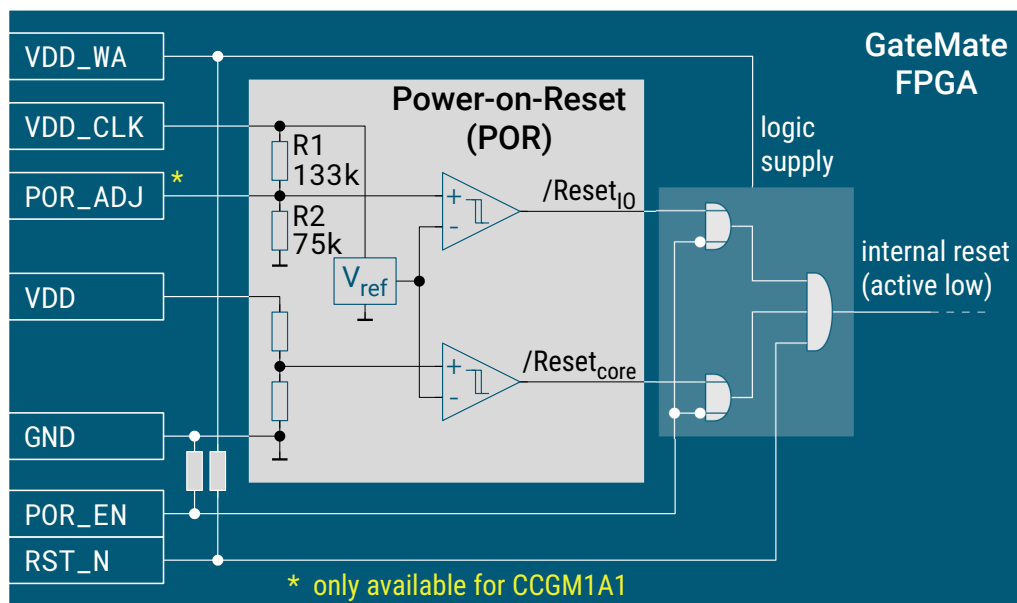 GateMate
FPGA
VDD_WA
Power-on-Reset
(POR)
VDD_CLK
R1
133k
logic
supply
POR_ADJ
*
/ResetIO
+
-
R2
75k
internal reset
(active low)
Vref
VDD
/Resetcore
+
-
GND
POR_EN
RST_N
* only available for CCGM1A1